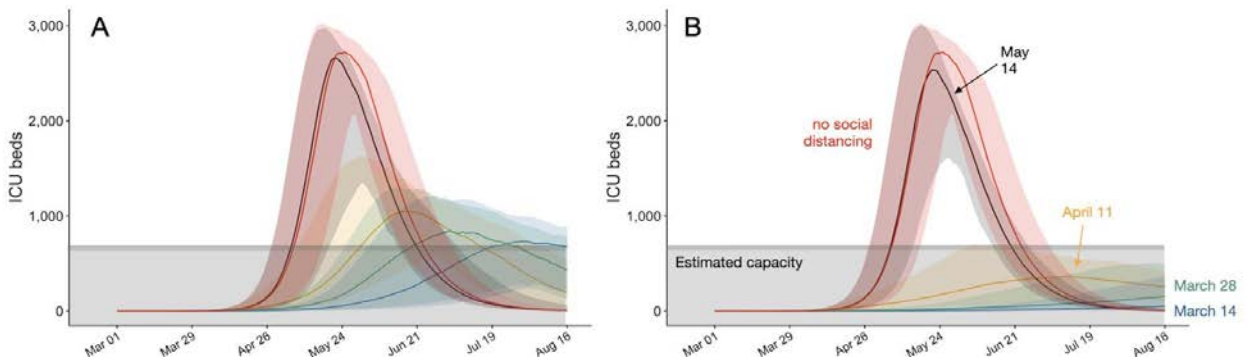 A
3,000
2,000
1,000
0
ICU beds
Mar 01
Mar 29
Apr 26
May 24
Jun 21
Jul 19
Aug 16
B
3,000
2,000
1,000
0
ICU beds
May
14
no social
distancing
April 11
Estimated capacity
March 28
March 14
Mar 01
Mar 29
Apr 26
May 24
Jun 21
Jul 19
Aug 16